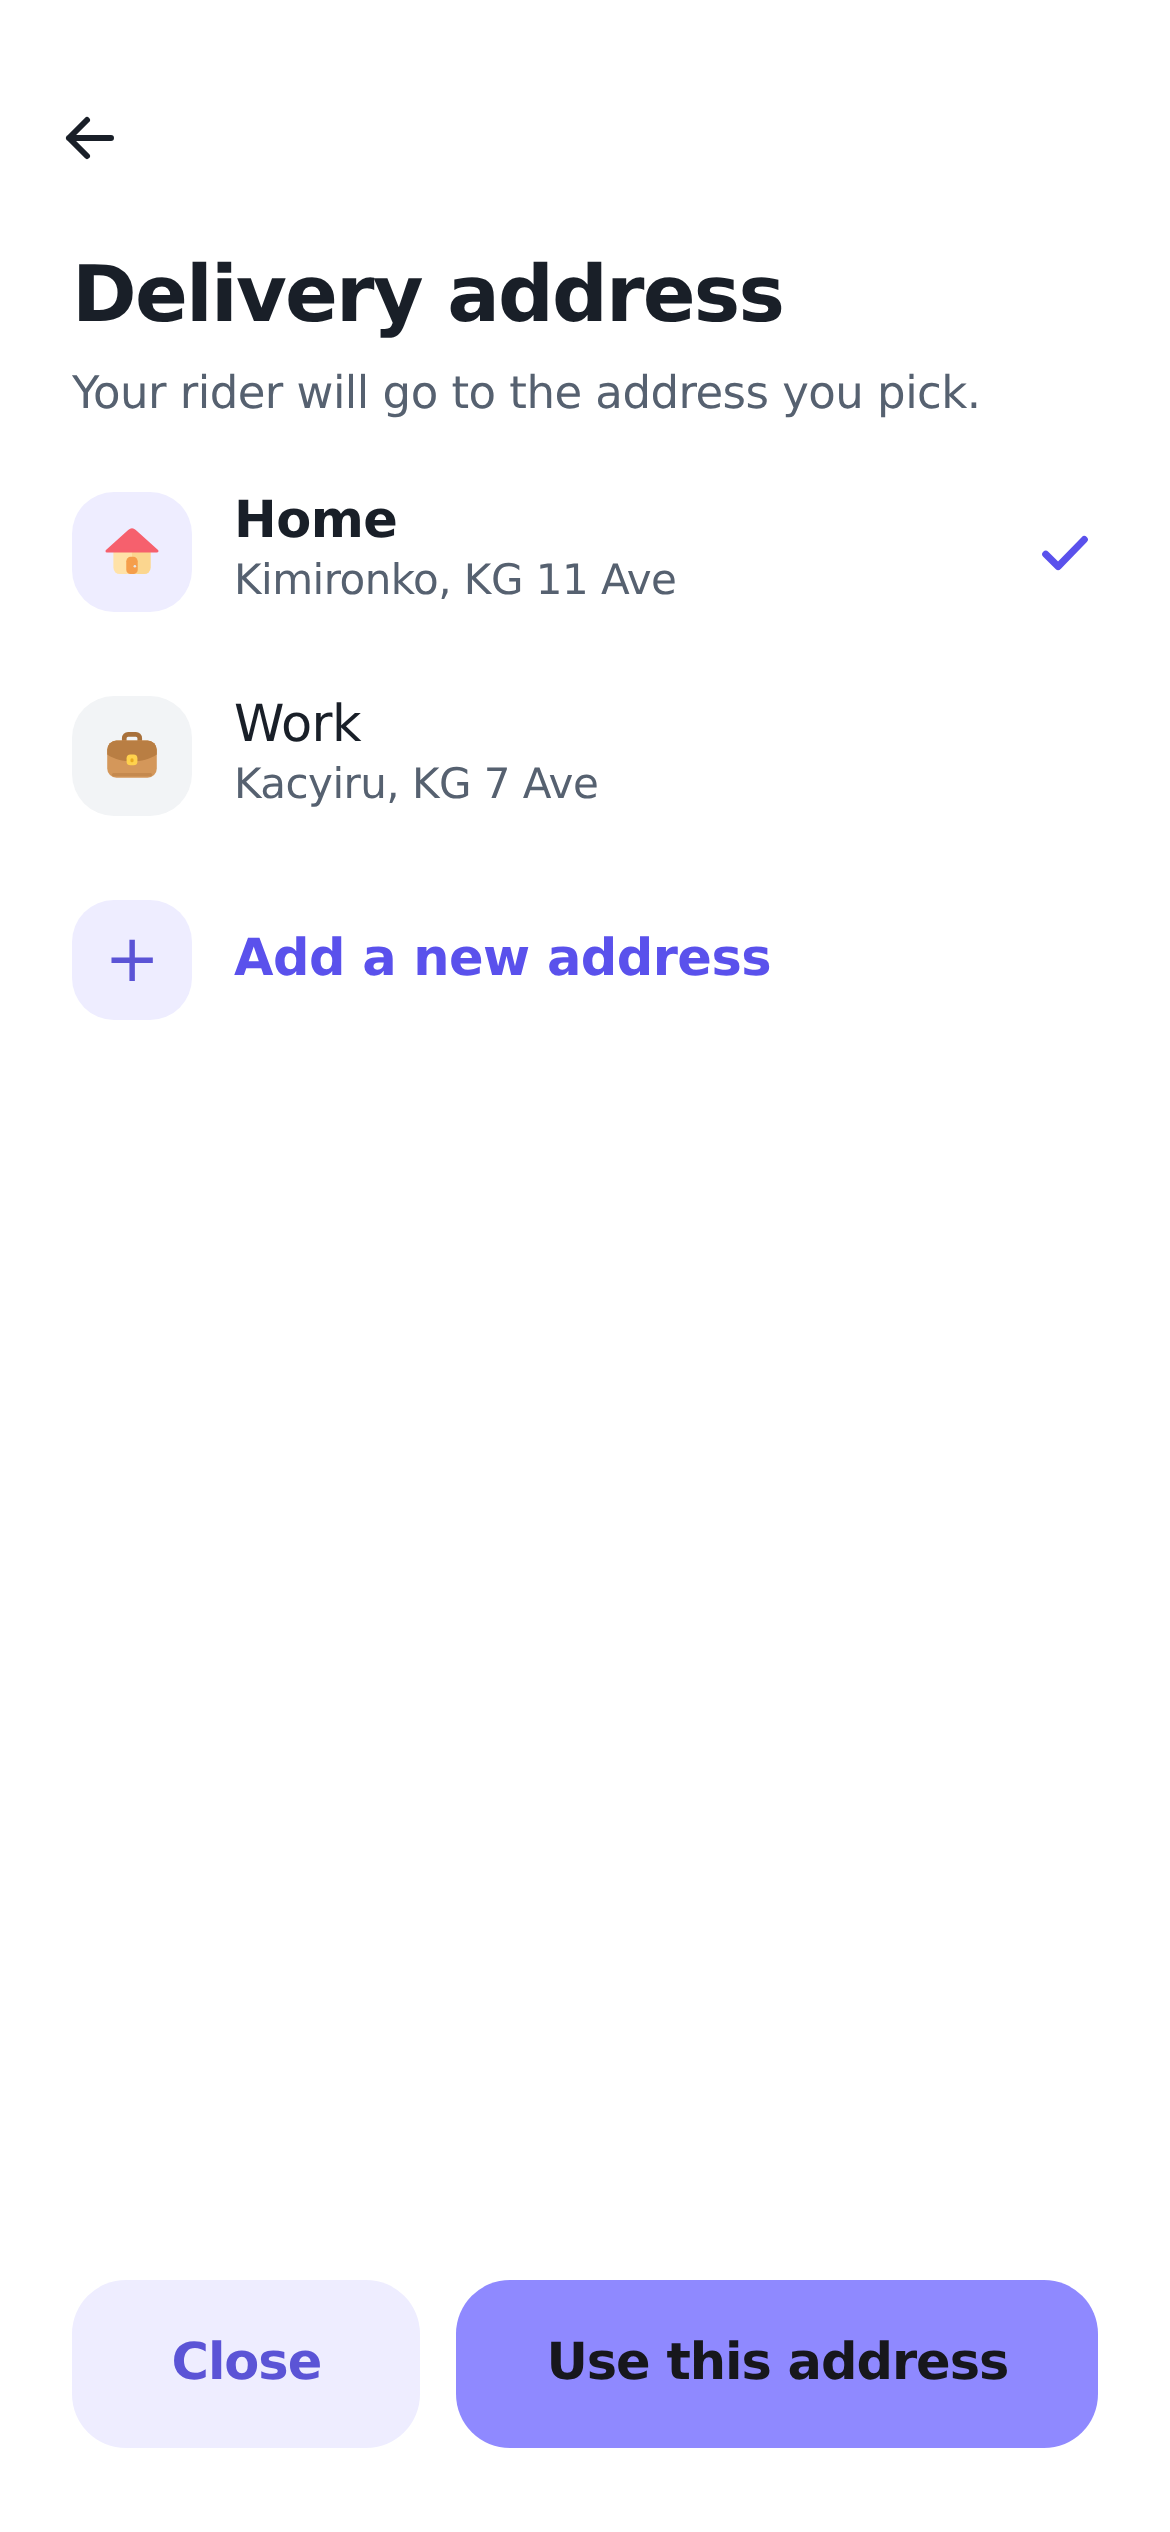 Delivery address
Your rider will go to the address you pick.
Home
Kimironko, KG 11 Ave
Work
Kacyiru, KG 7 Ave
Add a new address
Close
Use this address